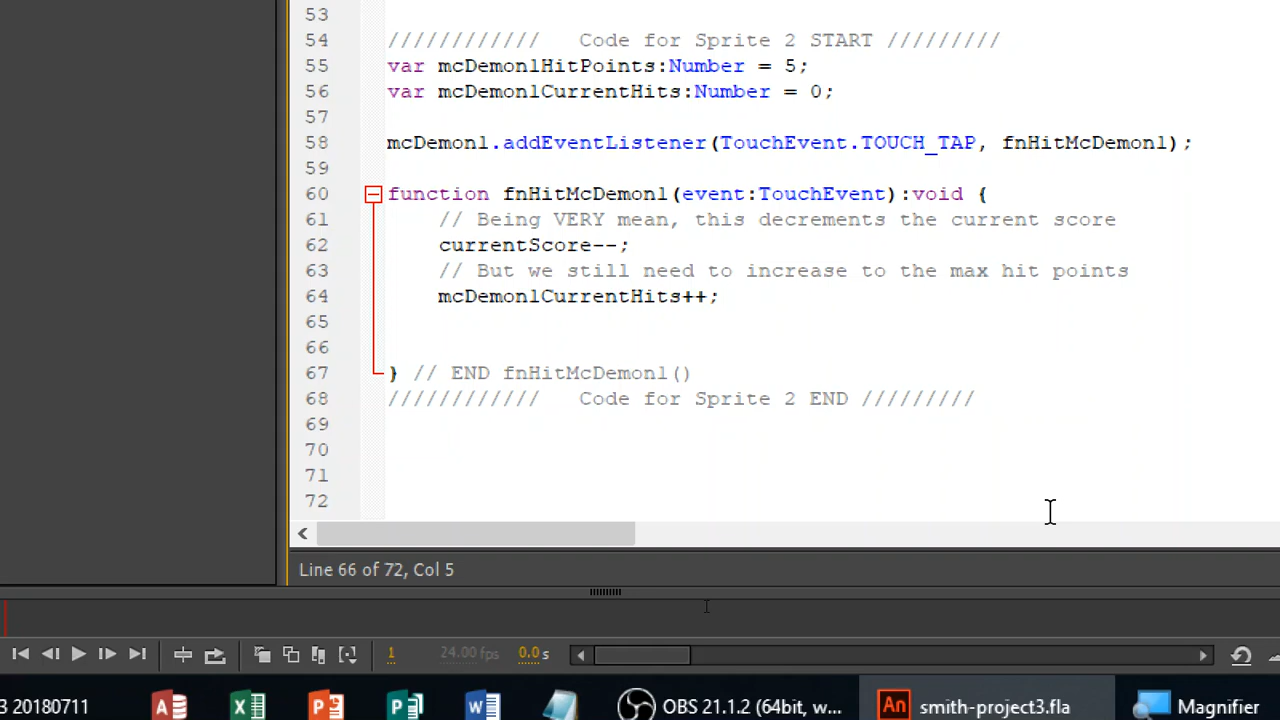 53
54 //////////// Code for Sprite 2 START /////////
55 var mcDemon1HitPoints:Number = 5;
56 var mcDemon1CurrentHits:Number = 0;
57
58 mcDemon1.addEventListener(TouchEvent.TOUCH_TAP, fnHitMcDemon1);
59
60 function fnHitMcDemon1(event:TouchEvent):void {
61 // Being VERY mean, this decrements the current score
62 currentScore--;
63 // But we still need to increase to the max hit points
64 mcDemon1CurrentHits++;
65
66
67 } // END fnHitMcDemon1()
68 //////////// Code for Sprite 2 END /////////
69
70
71
72
Line 66 of 72, Col 5
1 24.00 fps 0.0 s
3 20180711 OBS 21.1.2 (64bit, w... An smith-project3.fla Magnifier